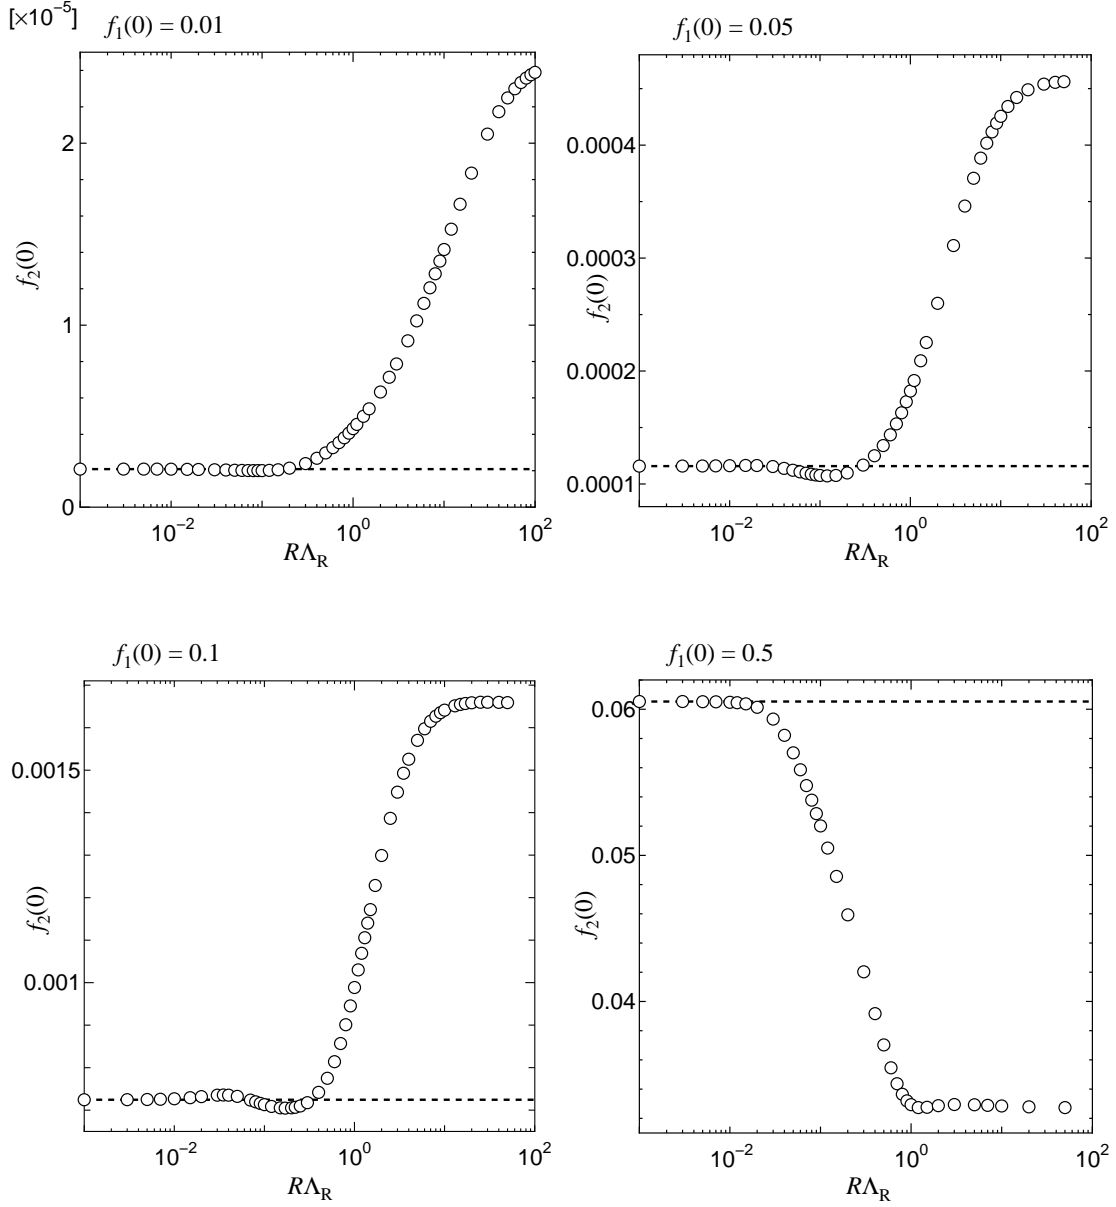 [×10⁻⁵]
f₁(0) = 0.01
2
1
0
f₂(0)
10⁻² 10⁰ 10²
RΛ_R
f₁(0) = 0.05
0.0004
0.0003
0.0002
0.0001
f₂(0)
10⁻² 10⁰ 10²
RΛ_R
f₁(0) = 0.1
0.0015
0.001
f₂(0)
10⁻² 10⁰ 10²
RΛ_R
f₁(0) = 0.5
0.06
0.05
0.04
f₂(0)
10⁻² 10⁰ 10²
RΛ_R